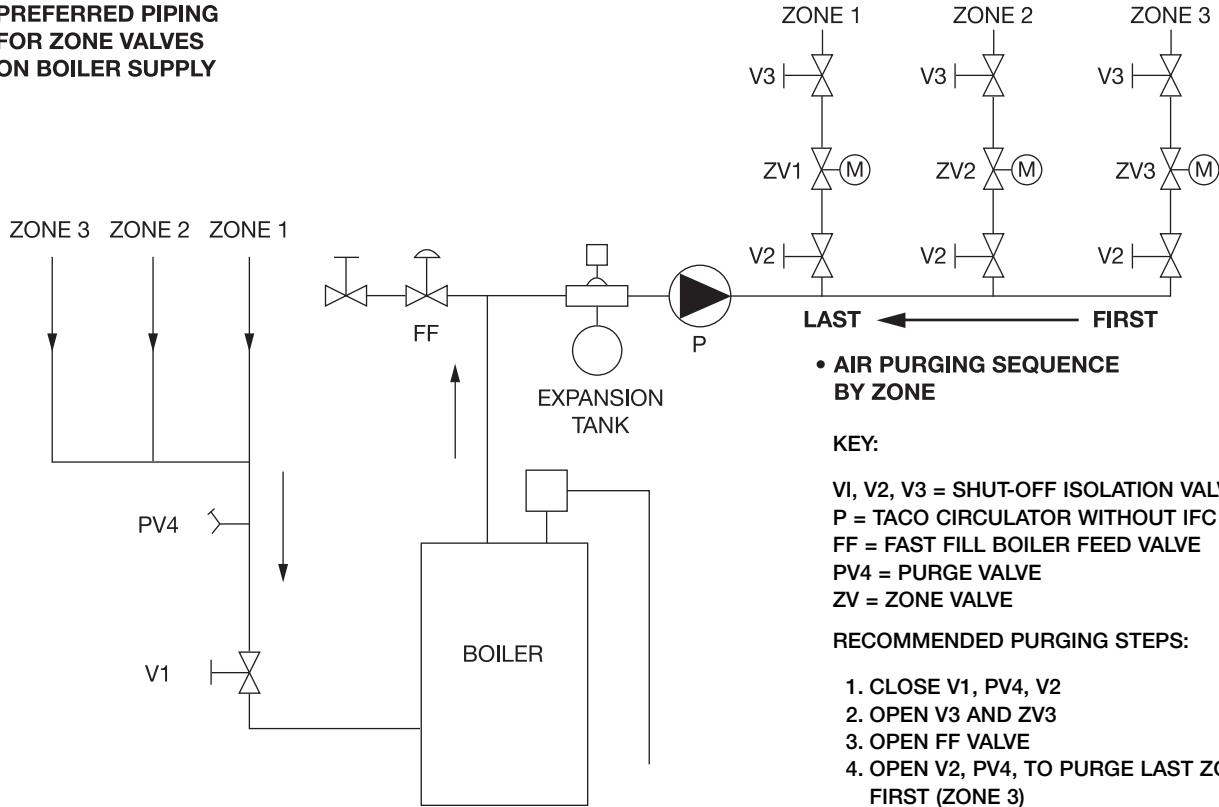 PREFERRED PIPING
FOR ZONE VALVES
ON BOILER SUPPLY
ZONE 1 ZONE 2 ZONE 3
V3 V3 V3
ZV1 M ZV2 M ZV3 M
V2 V2 V2
ZONE 3 ZONE 2 ZONE 1
FF
P
EXPANSION
TANK
LAST FIRST
• AIR PURGING SEQUENCE
BY ZONE
PV4
V1
BOILER
KEY:
VI, V2, V3 = SHUT-OFF ISOLATION
P = TACO CIRCULATOR WITHOUT IFC
FF = FAST FILL BOILER FEED VALVE
PV4 = PURGE VALVE
ZV = ZONE VALVE
RECOMMENDED PURGING STEPS:
1. CLOSE V1, PV4, V2
2. OPEN V3 AND ZV3
3. OPEN FF VALVE
4. OPEN V2, PV4, TO PURGE LAST
FIRST (ZONE 3)